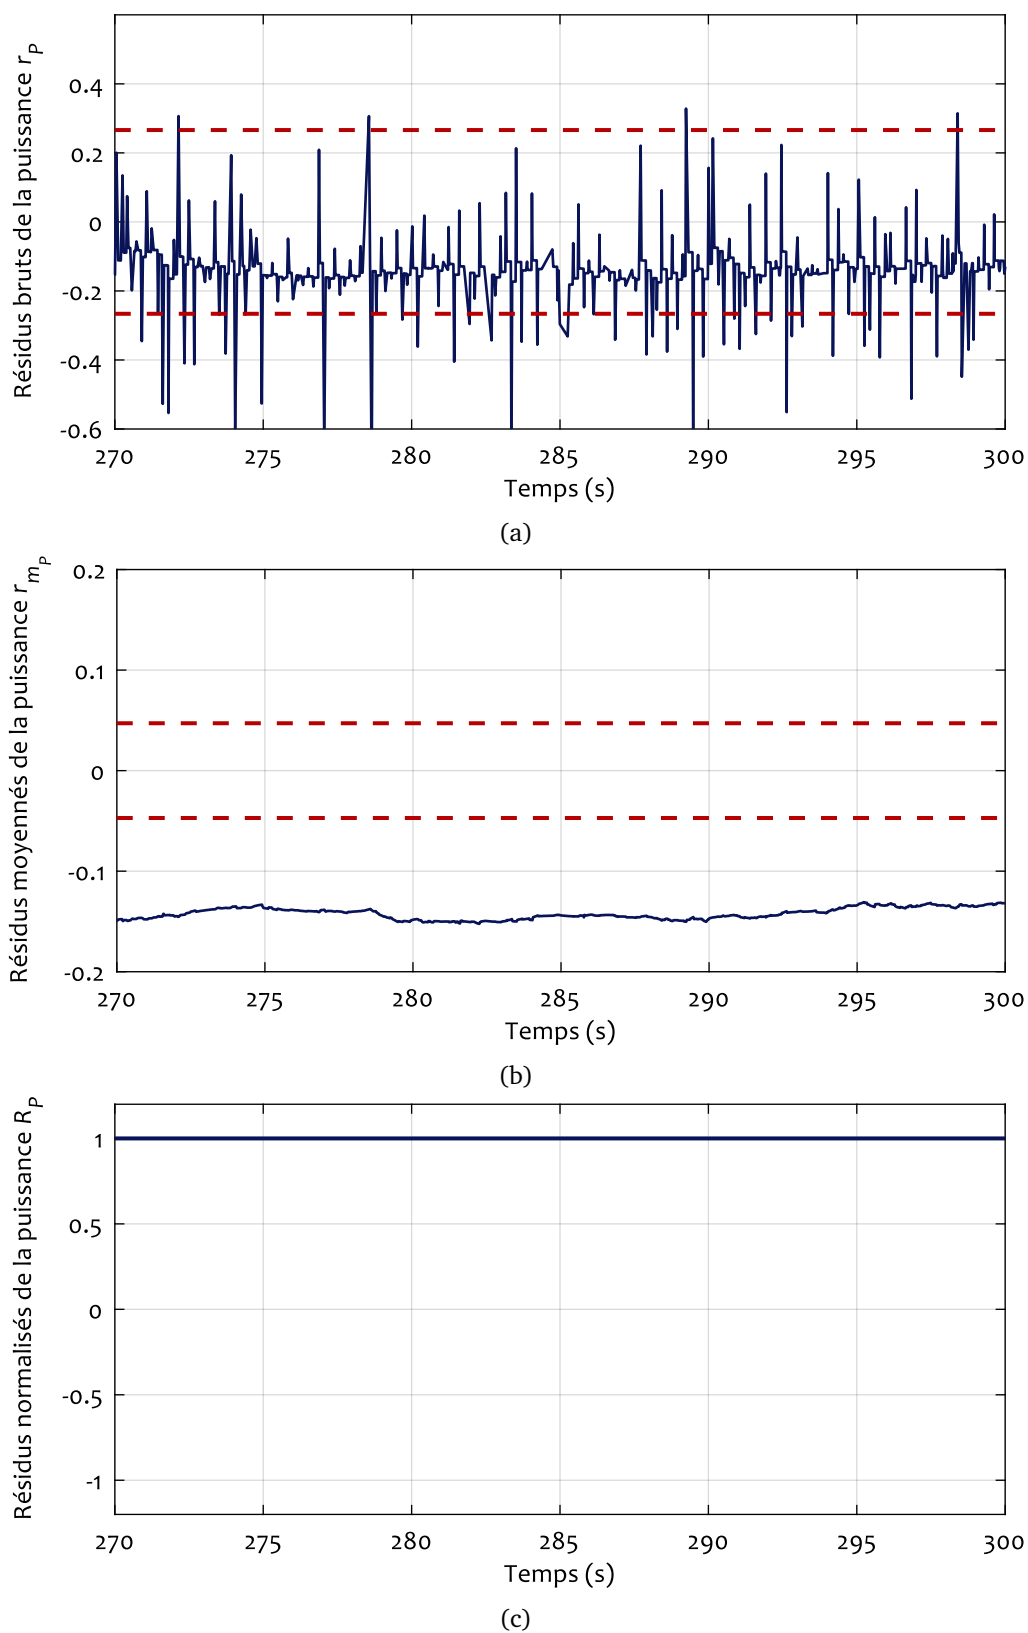 Résidus bruts de la puissance r_P
0.4
0.2
0
-0.2
-0.4
-0.6
270 275 280 285 290 295 300
Temps (s)
(a)
Résidus moyennés de la puissance r_{m_P}
0.2
0.1
0
-0.1
-0.2
270 275 280 285 290 295 300
Temps (s)
(b)
Résidus normalisés de la puissance R_P
1
0.5
0
-0.5
-1
270 275 280 285 290 295 300
Temps (s)
(c)